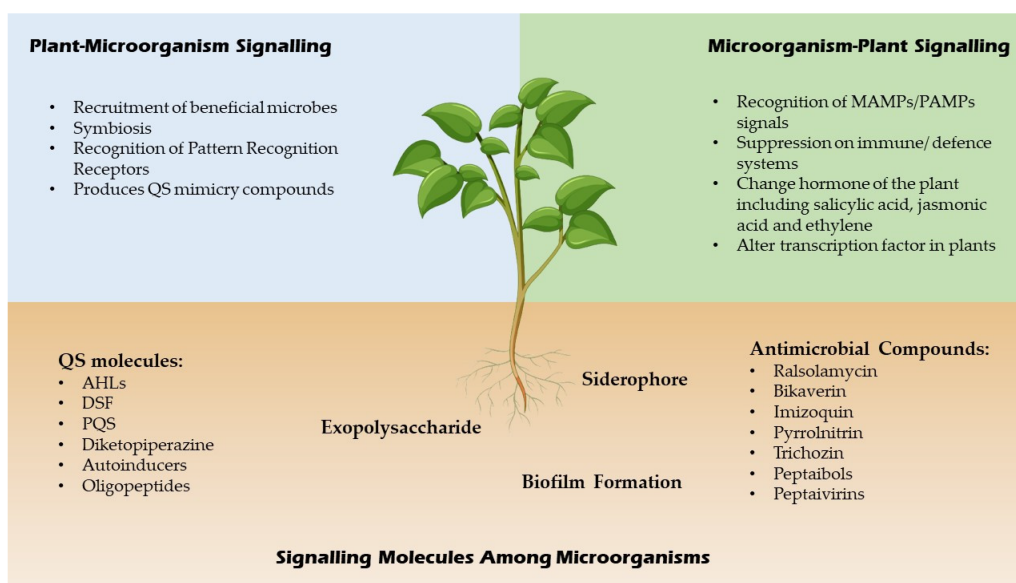 Plant-Microorganism Signalling
• Recruitment of beneficial microbes
• Symbiosis
• Recognition of Pattern Recognition
Receptors
• Produces QS mimicry compounds
Microorganism-Plant Signalling
• Recognition of MAMPs/PAMPs
signals
• Suppression on immune/ defence
systems
• Change hormone of the plant
including salicylic acid, jasmonic
acid and ethylene
• Alter transcription factor in plants
QS molecules:
• AHLs
• DSF
• PQS
• Diketopiperazine
• Autoinducers
• Oligopeptides
Exopolysaccharide
Siderophore
Biofilm Formation
Antimicrobial Compounds:
• Ralsolamycin
• Bikaverin
• Imizoquin
• Pyrrolnitrin
• Trichozin
• Peptaibols
• Peptaivirins
Signalling Molecules Among Microorganisms